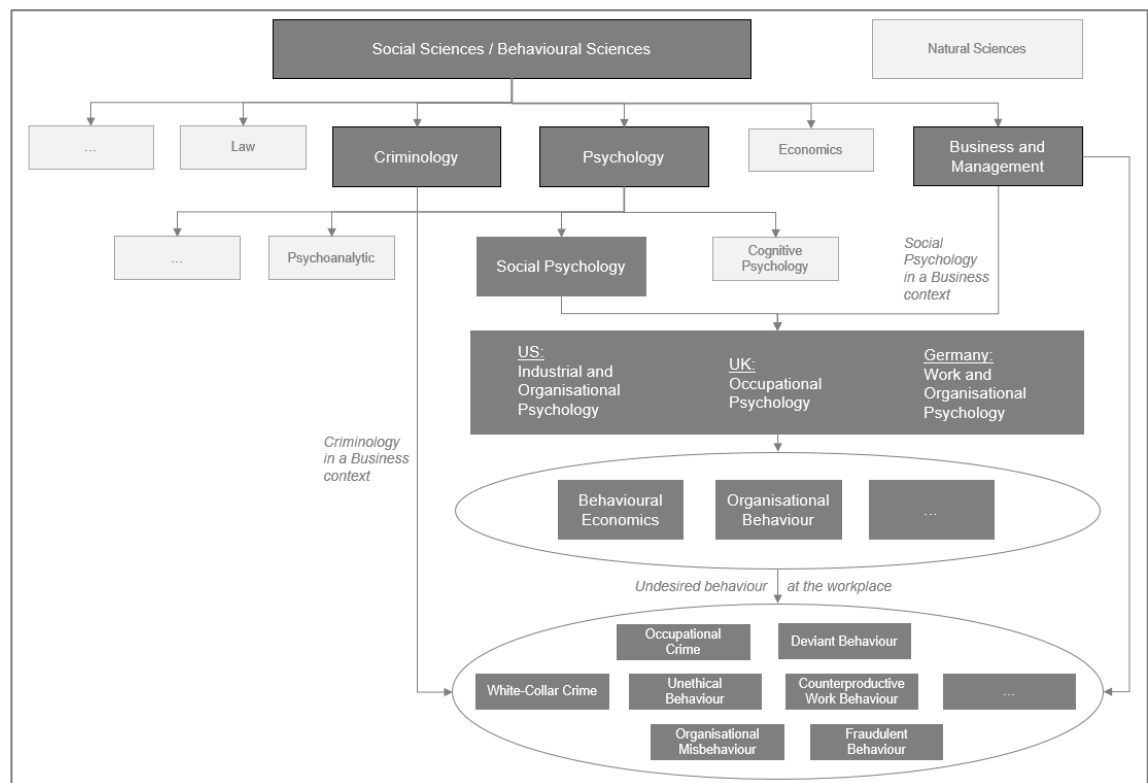 Social Sciences / Behavioural Sciences
Natural Sciences
...
Law
Criminology
Psychology
Economics
Business and
Management
...
Psychoanalytic
Social Psychology
Cognitive
Psychology
Social
Psychology
in a Business
context
US:
Industrial and
Organisational
Psychology
UK:
Occupational
Psychology
Germany:
Work and
Organisational
Psychology
Criminology
in a Business
context
Behavioural
Economics
Organisational
Behaviour
...
Undesired behaviour at the workplace
Occupational
Crime
Deviant Behaviour
White-Collar Crime
Unethical
Behaviour
Counterproductive
Work Behaviour
...
Organisational
Misbehaviour
Fraudulent
Behaviour